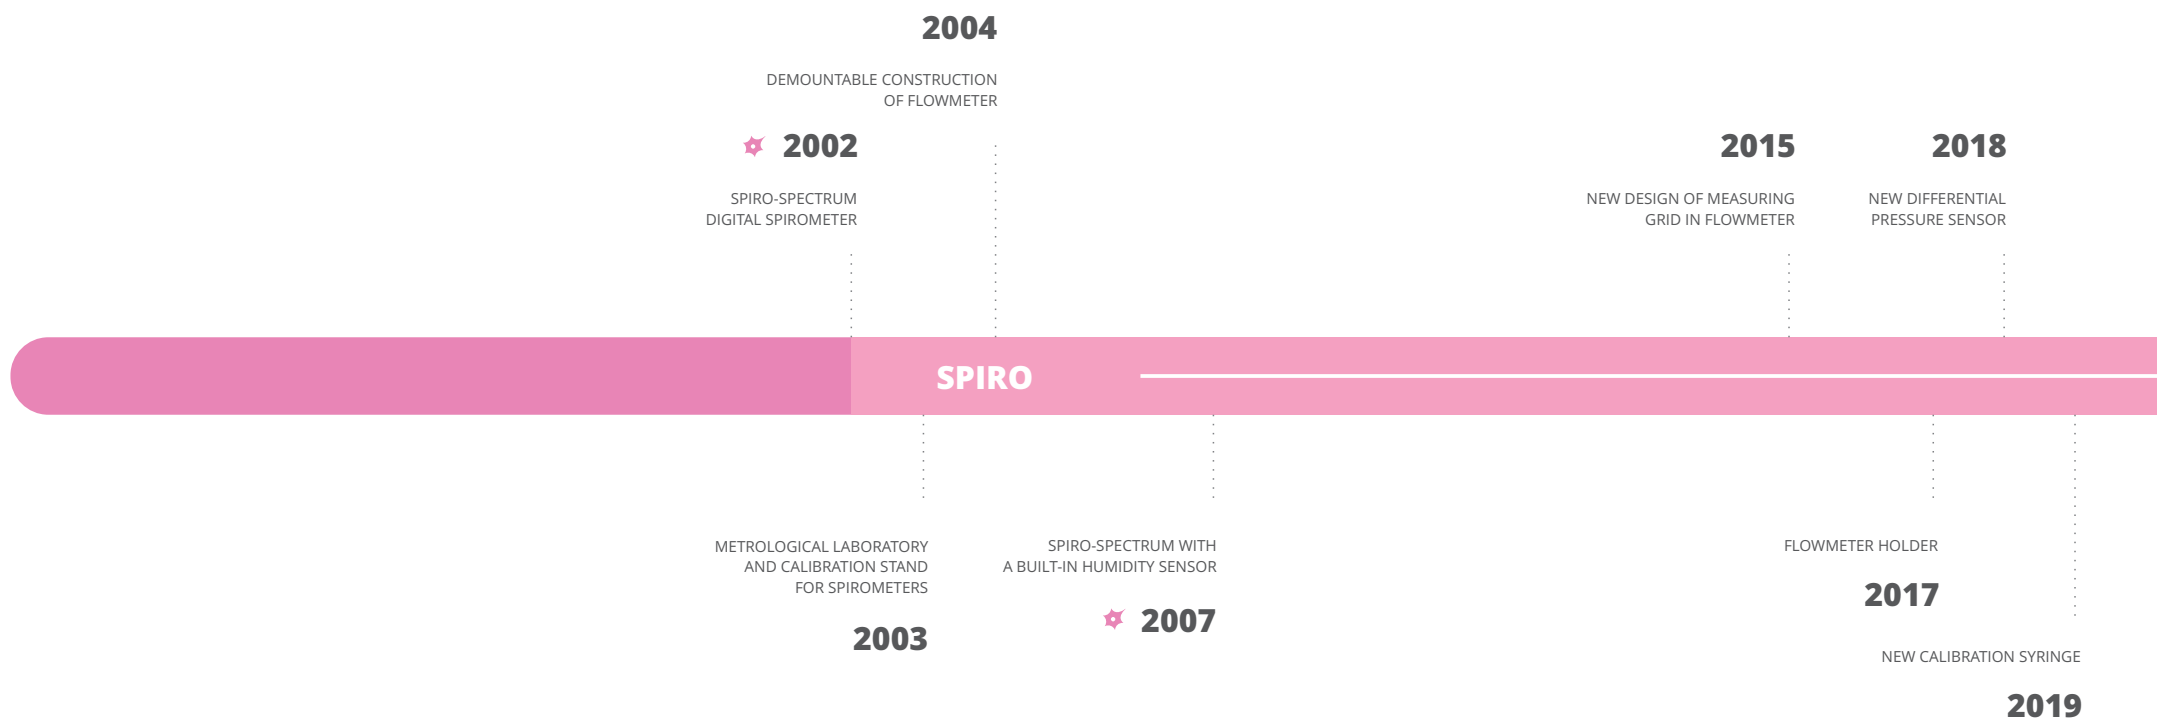 2004
DEMOUNTABLE CONSTRUCTION
OF FLOWMETER
2002
SPIRO-SPECTRUM
DIGITAL SPIROMETER
2015
NEW DESIGN OF MEASURING
GRID IN FLOWMETER
2018
NEW DIFFERENTIAL
PRESSURE SENSOR
SPIRO
METROLOGICAL LABORATORY
AND CALIBRATION STAND
FOR SPIROMETERS
2003
SPIRO-SPECTRUM WITH
A BUILT-IN HUMIDITY SENSOR
2007
FLOWMETER HOLDER
2017
NEW CALIBRATION SYRINGE
2019